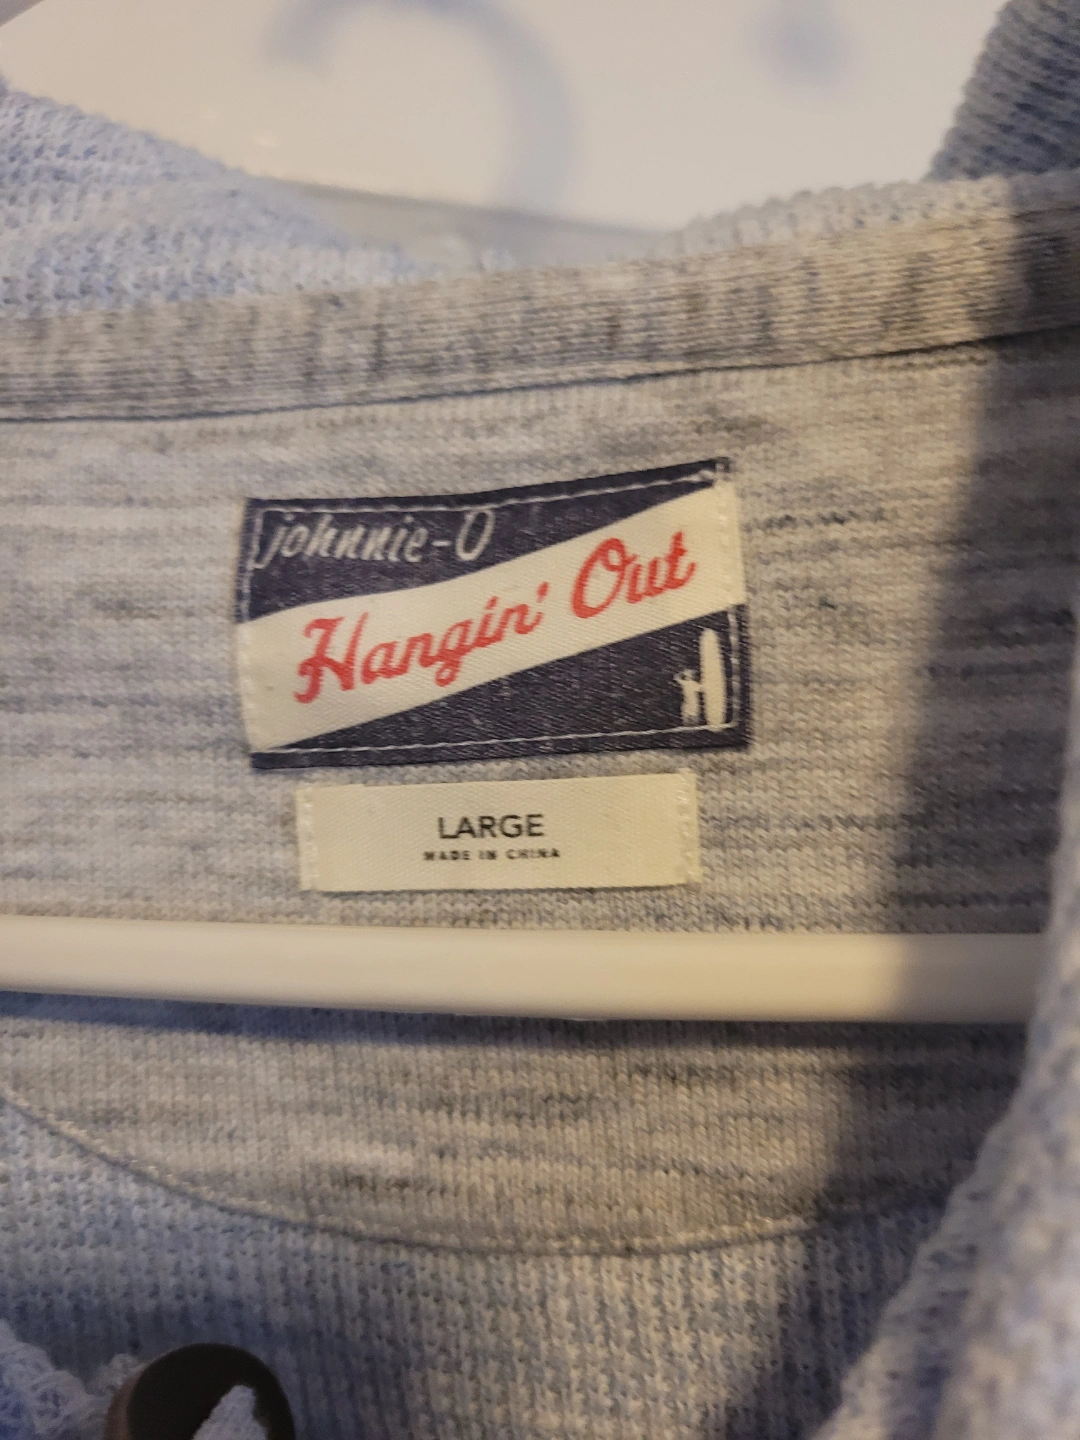 johnnie-O
Hangin' Out
LARGE
MADE IN CHINA